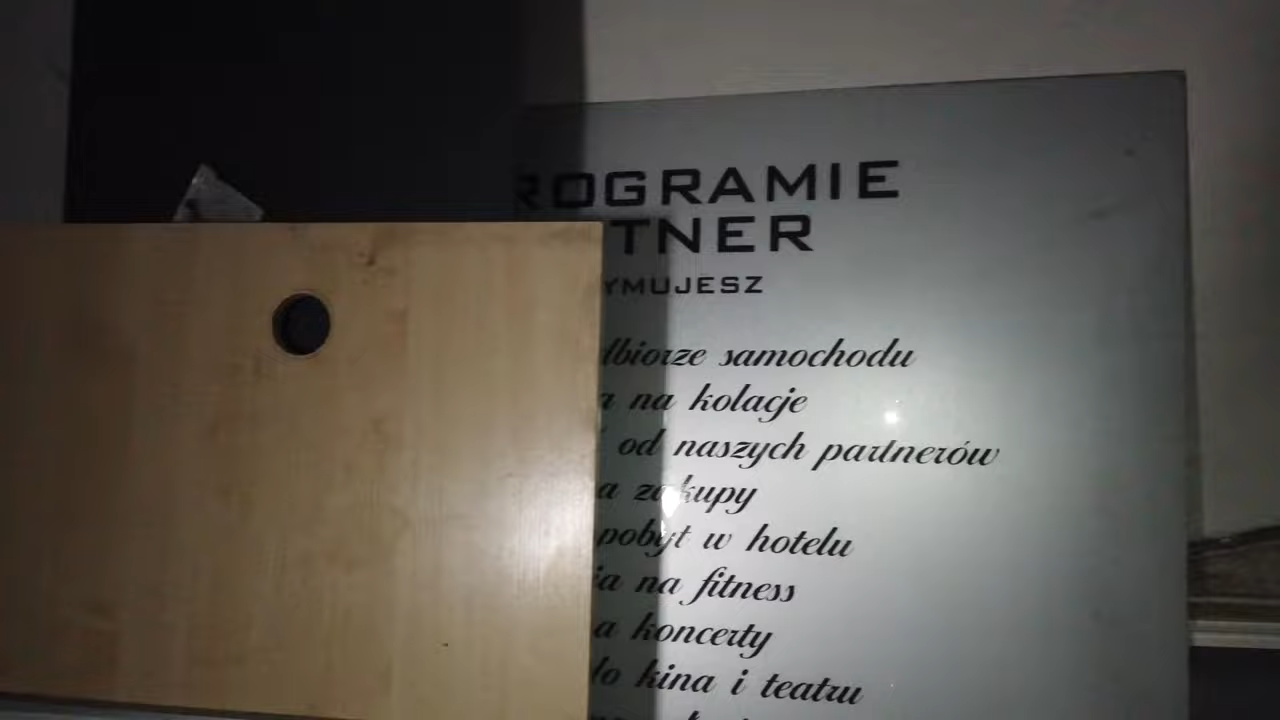 ROGRAMIE
TNER
YMUJESZ
dbiorze samochodu
a na kolacje
od naszych partnerów
a zakupy
pobyt w hotelu
ia na fitness
a koncerty
do kina i teatru